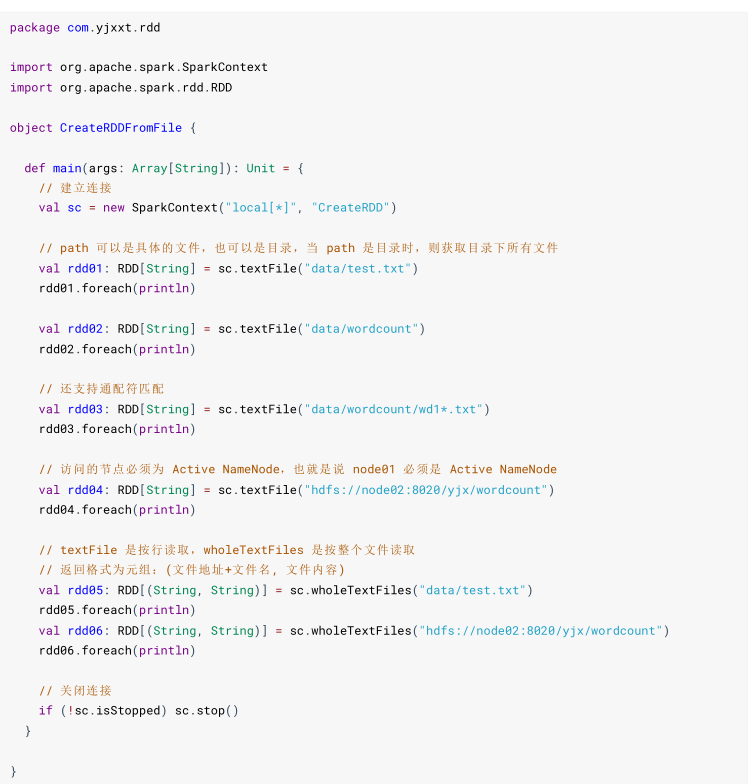 package com.yjxxt.rdd
import org.apache.spark.SparkContext
import org.apache.spark.rdd.RDD
object CreateRDDFromFile {
def main(args: Array[String]): Unit = {
// 建立连接
val sc = new SparkContext("local[*]", "CreateRDD")
// path 可以是具体的文件，也可以是目录，当 path 是目录时，则获取目录下所有文件
val rdd01: RDD[String] = sc.textFile("data/test.txt")
rdd01.foreach(println)
val rdd02: RDD[String] = sc.textFile("data/wordcount")
rdd02.foreach(println)
// 还支持通配符匹配
val rdd03: RDD[String] = sc.textFile("data/wordcount/wd1*.txt")
rdd03.foreach(println)
// 访问的节点必须为 Active NameNode，也就是说 node01 必须是 Active NameNode
val rdd04: RDD[String] = sc.textFile("hdfs://node02:8020/yjx/wordcount")
rdd04.foreach(println)
// textFile 是按行读取，wholeTextFiles 是按整个文件读取
// 返回格式为元组：(文件地址+文件名, 文件内容)
val rdd05: RDD[(String, String)] = sc.wholeTextFiles("data/test.txt")
rdd05.foreach(println)
val rdd06: RDD[(String, String)] = sc.wholeTextFiles("hdfs://node02:8020/yjx/wordcount")
rdd06.foreach(println)
// 关闭连接
if (!sc.isStopped) sc.stop()
}
}